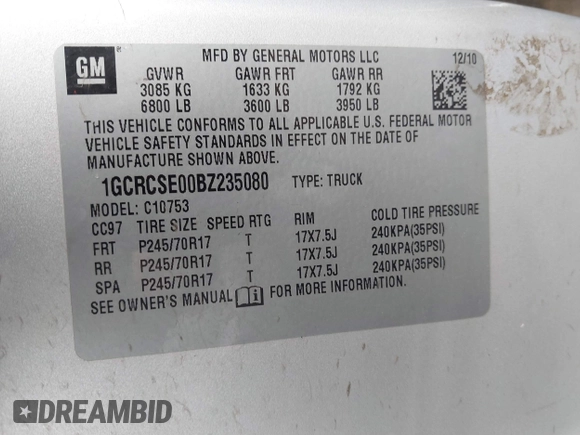 GM
®
MFD BY GENERAL MOTORS LLC 12/10
GVWR GAWR FRT GAWR RR
3085 KG 1633 KG 1792 KG
6800 LB 3600 LB 3950 LB
THIS VEHICLE CONFORMS TO ALL APPLICABLE U.S. FEDERAL MOTOR
VEHICLE SAFETY STANDARDS IN EFFECT ON THE DATE OF
MANUFACTURE SHOWN ABOVE.
1GCRCSE00BZ235080 TYPE: TRUCK
MODEL: C10753
CC97 TIRE SIZE SPEED RTG RIM COLD TIRE PRESSURE
FRT P245/70R17 T 17X7.5J 240KPA(35PSI)
RR P245/70R17 T 17X7.5J 240KPA(35PSI)
SPA P245/70R17 T 17X7.5J 240KPA(35PSI)
SEE OWNER'S MANUAL FOR MORE INFORMATION.
DREAMBID